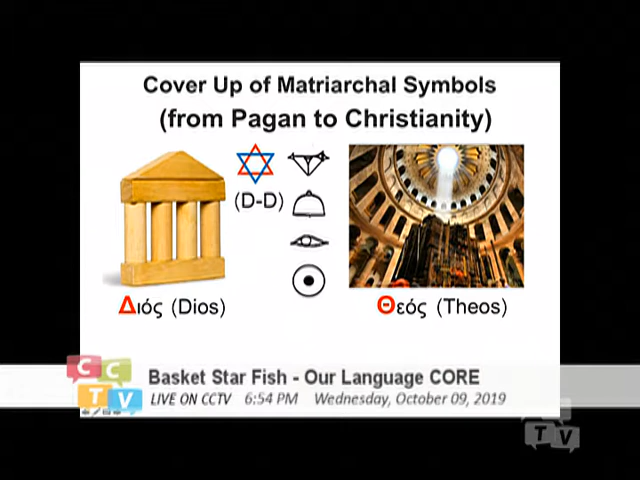 Cover Up of Matriarchal Symbols
(from Pagan to Christianity)
(D-D)
Διός (Dios)
Θεός (Theos)
CCTV
Basket Star Fish - Our Language CORE
LIVE ON CCTV 6:54 PM Wednesday, October 09, 2019
TV